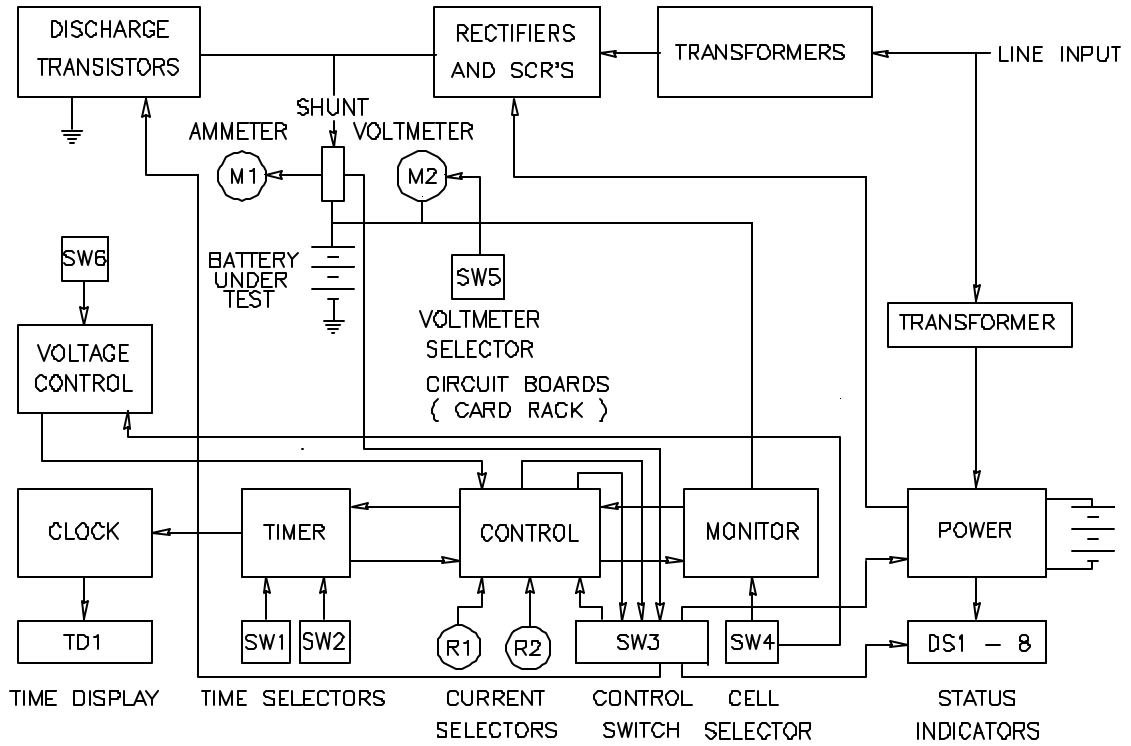 DISCHARGE
TRANSISTORS
RECTIFIERS
AND SCR'S
TRANSFORMERS
LINE INPUT
SHUNT
AMMETER
VOLTMETER
M1
M2
SW6
BATTERY
UNDER
TEST
SW5
VOLTMETER
SELECTOR
TRANSFORMER
VOLTAGE
CONTROL
CIRCUIT BOARDS
( CARD RACK )
CLOCK
TIMER
CONTROL
MONITOR
POWER
TD1
SW1
SW2
R1
R2
SW3
SW4
DS1 - 8
TIME DISPLAY
TIME SELECTORS
CURRENT
SELECTORS
CONTROL
SWITCH
CELL
SELECTOR
STATUS
INDICATORS